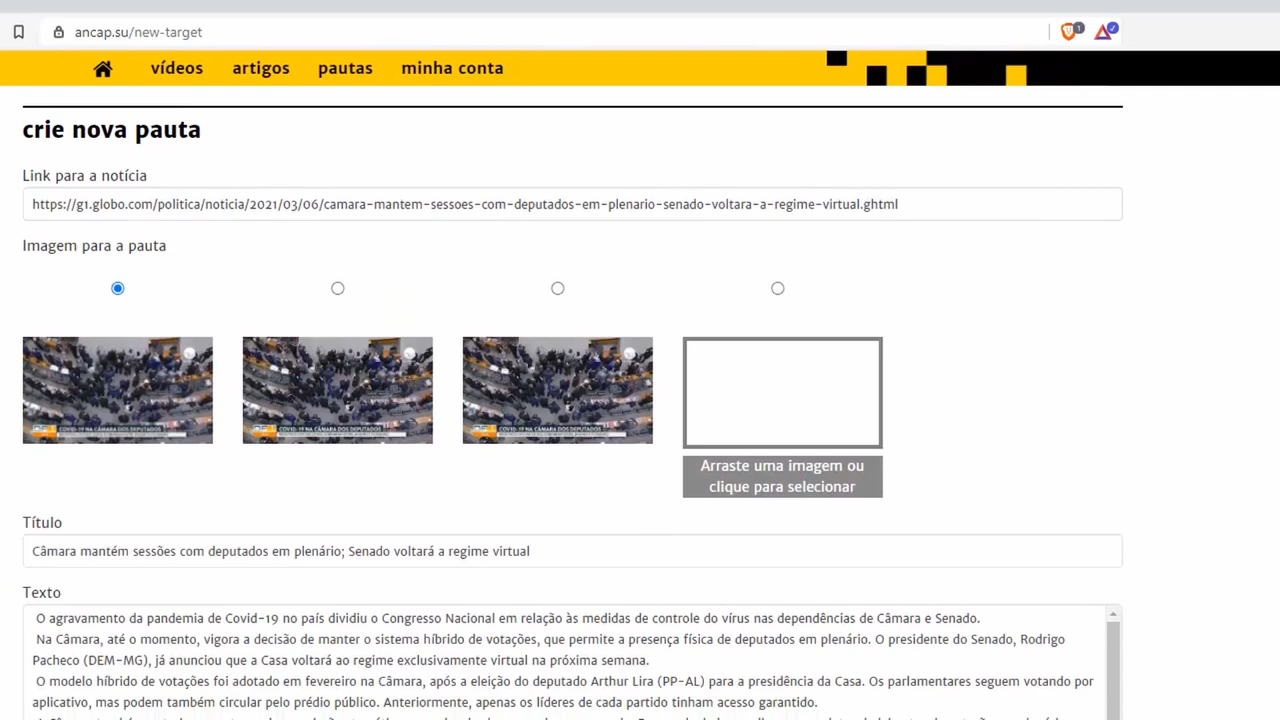 ancap.su/new-target
1
vídeos artigos pautas minha conta
crie nova pauta
Link para a notícia
https://g1.globo.com/politica/noticia/2021/03/06/camara-mantem-sessoes-com-deputados-em-plenario-senado-voltara-a-regime-virtual.ghtml
Imagem para a pauta
COVID-19 NA CÂMARA DOS DEPUTADOS COVID-19 NA CÂMARA DOS DEPUTADOS COVID-19 NA CÂMARA DOS DEPUTADOS
Arraste uma imagem ou
clique para selecionar
Título
Câmara mantém sessões com deputados em plenário; Senado voltará a regime virtual
Texto
O agravamento da pandemia de Covid-19 no país dividiu o Congresso Nacional em relação às medidas de controle do vírus nas dependências de Câmara e Senado.
Na Câmara, até o momento, vigora a decisão de manter o sistema híbrido de votações, que permite a presença física de deputados em plenário. O presidente do Senado, Rodrigo
Pacheco (DEM-MG), já anunciou que a Casa voltará ao regime exclusivamente virtual na próxima semana.
O modelo híbrido de votações foi adotado em fevereiro na Câmara, após a eleição do deputado Arthur Lira (PP-AL) para a presidência da Casa. Os parlamentares seguem votando por
aplicativo, mas podem também circular pelo prédio público. Anteriormente, apenas os líderes de cada partido tinham acesso garantido.